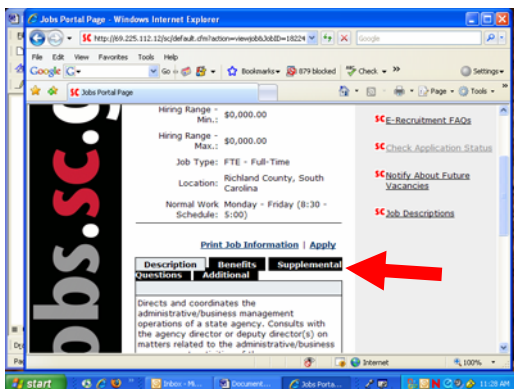 Jobs Portal Page - Windows Internet Explorer
http://69.225.112.12/sc/default.cfm?action=viewjob&JobID=18224
Google
File Edit View Favorites Tools Help
Google G Go Bookmarks 879 blocked Check Settings
SC Jobs Portal Page
Page Tools
jobs.sc.g
Hiring Range - Min.: $0,000.00
Hiring Range - Max.: $0,000.00
Job Type: FTE - Full-Time
Location: Richland County, South Carolina
Normal Work Schedule: Monday - Friday (8:30 - 5:00)
SC E-Recruitment FAQs
SC Check Application Status
SC Notify About Future
Vacancies
SC Job Descriptions
Print Job Information | Apply
Description Benefits Supplemental
Questions Additional
Directs and coordinates the
administrative/business management
operations of a state agency. Consults with
the agency director or deputy director(s) on
matters related to the administrative/business
Internet 100%
start Inbox - Mi... Document... Jobs Porta... 11:28 AM